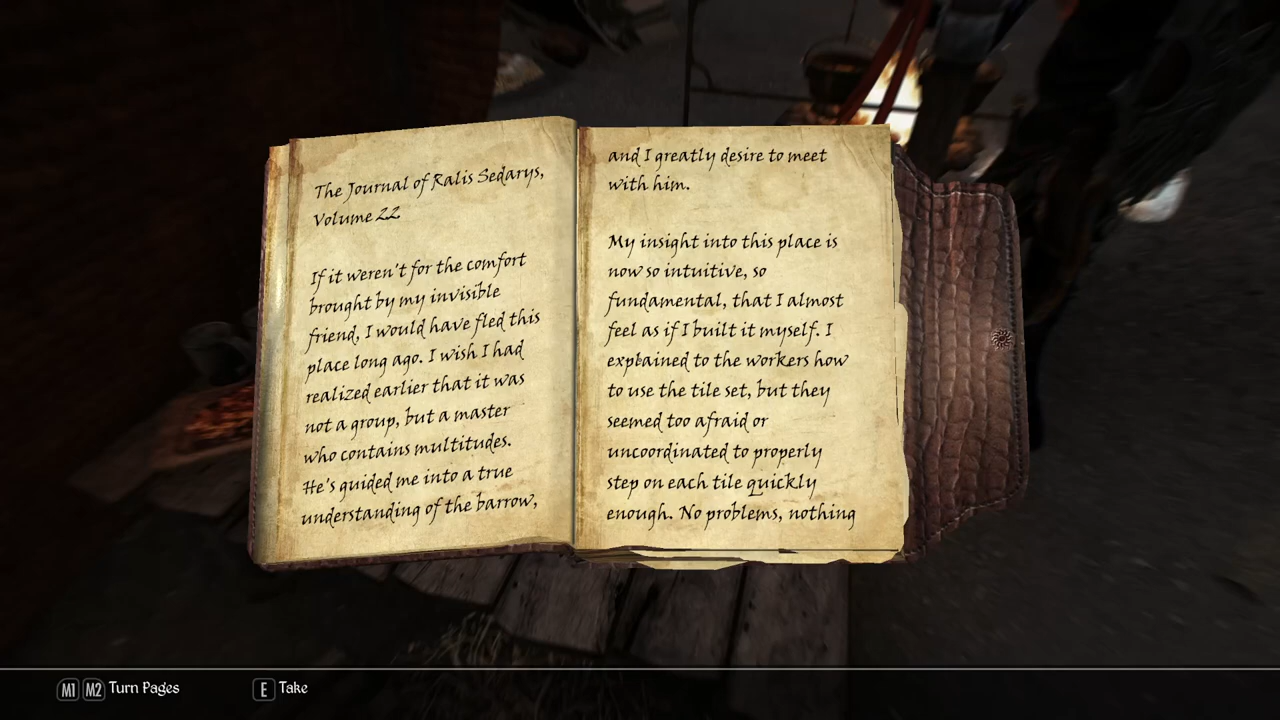 The Journal of Ralis Sedarys,
Volume 22
If it weren't for the comfort
brought by my invisible
friend, I would have fled this
place long ago. I wish I had
realized earlier that it was
not a group, but a master
who contains multitudes.
He's guided me into a true
understanding of the barrow,
and I greatly desire to meet
with him.
My insight into this place is
now so intuitive, so
fundamental, that I almost
feel as if I built it myself. I
explained to the workers how
to use the tile set, but they
seemed too afraid or
uncoordinated to properly
step on each tile quickly
enough. No problems, nothing
M1 M2 Turn Pages
E Take